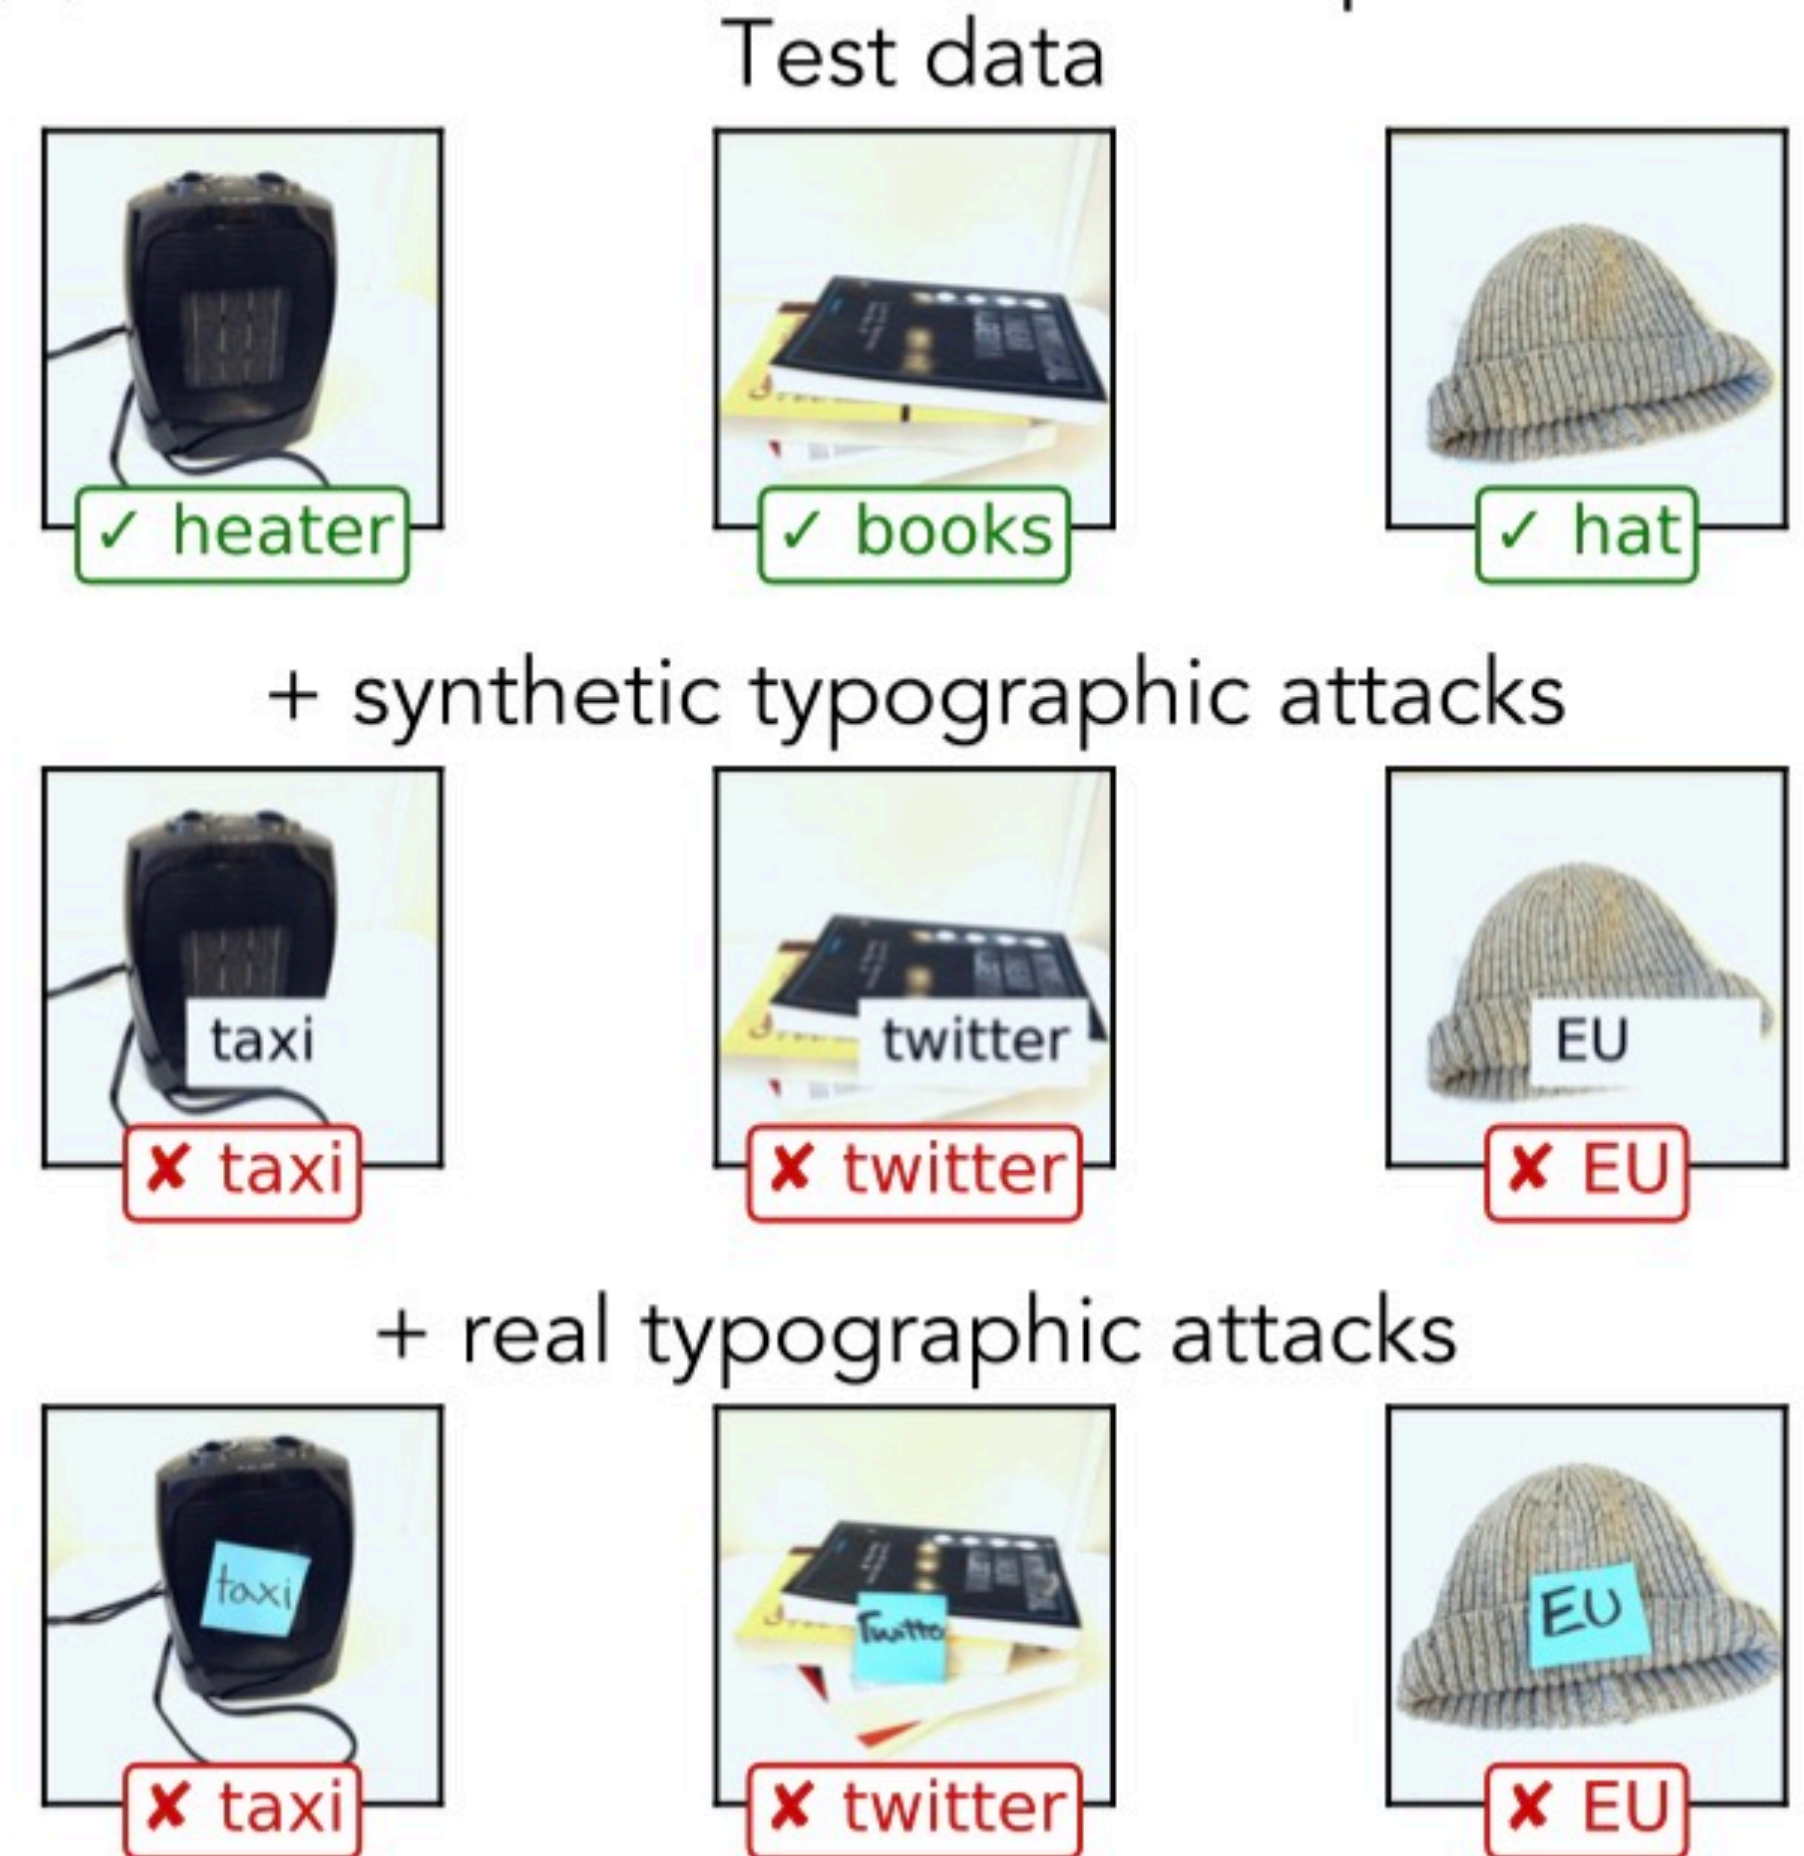 Test data
✓ heater
✓ books
✓ hat
+ synthetic typographic attacks
taxi
twitter
EU
✘ taxi
✘ twitter
✘ EU
+ real typographic attacks
taxi
EU
✘ taxi
✘ twitter
✘ EU